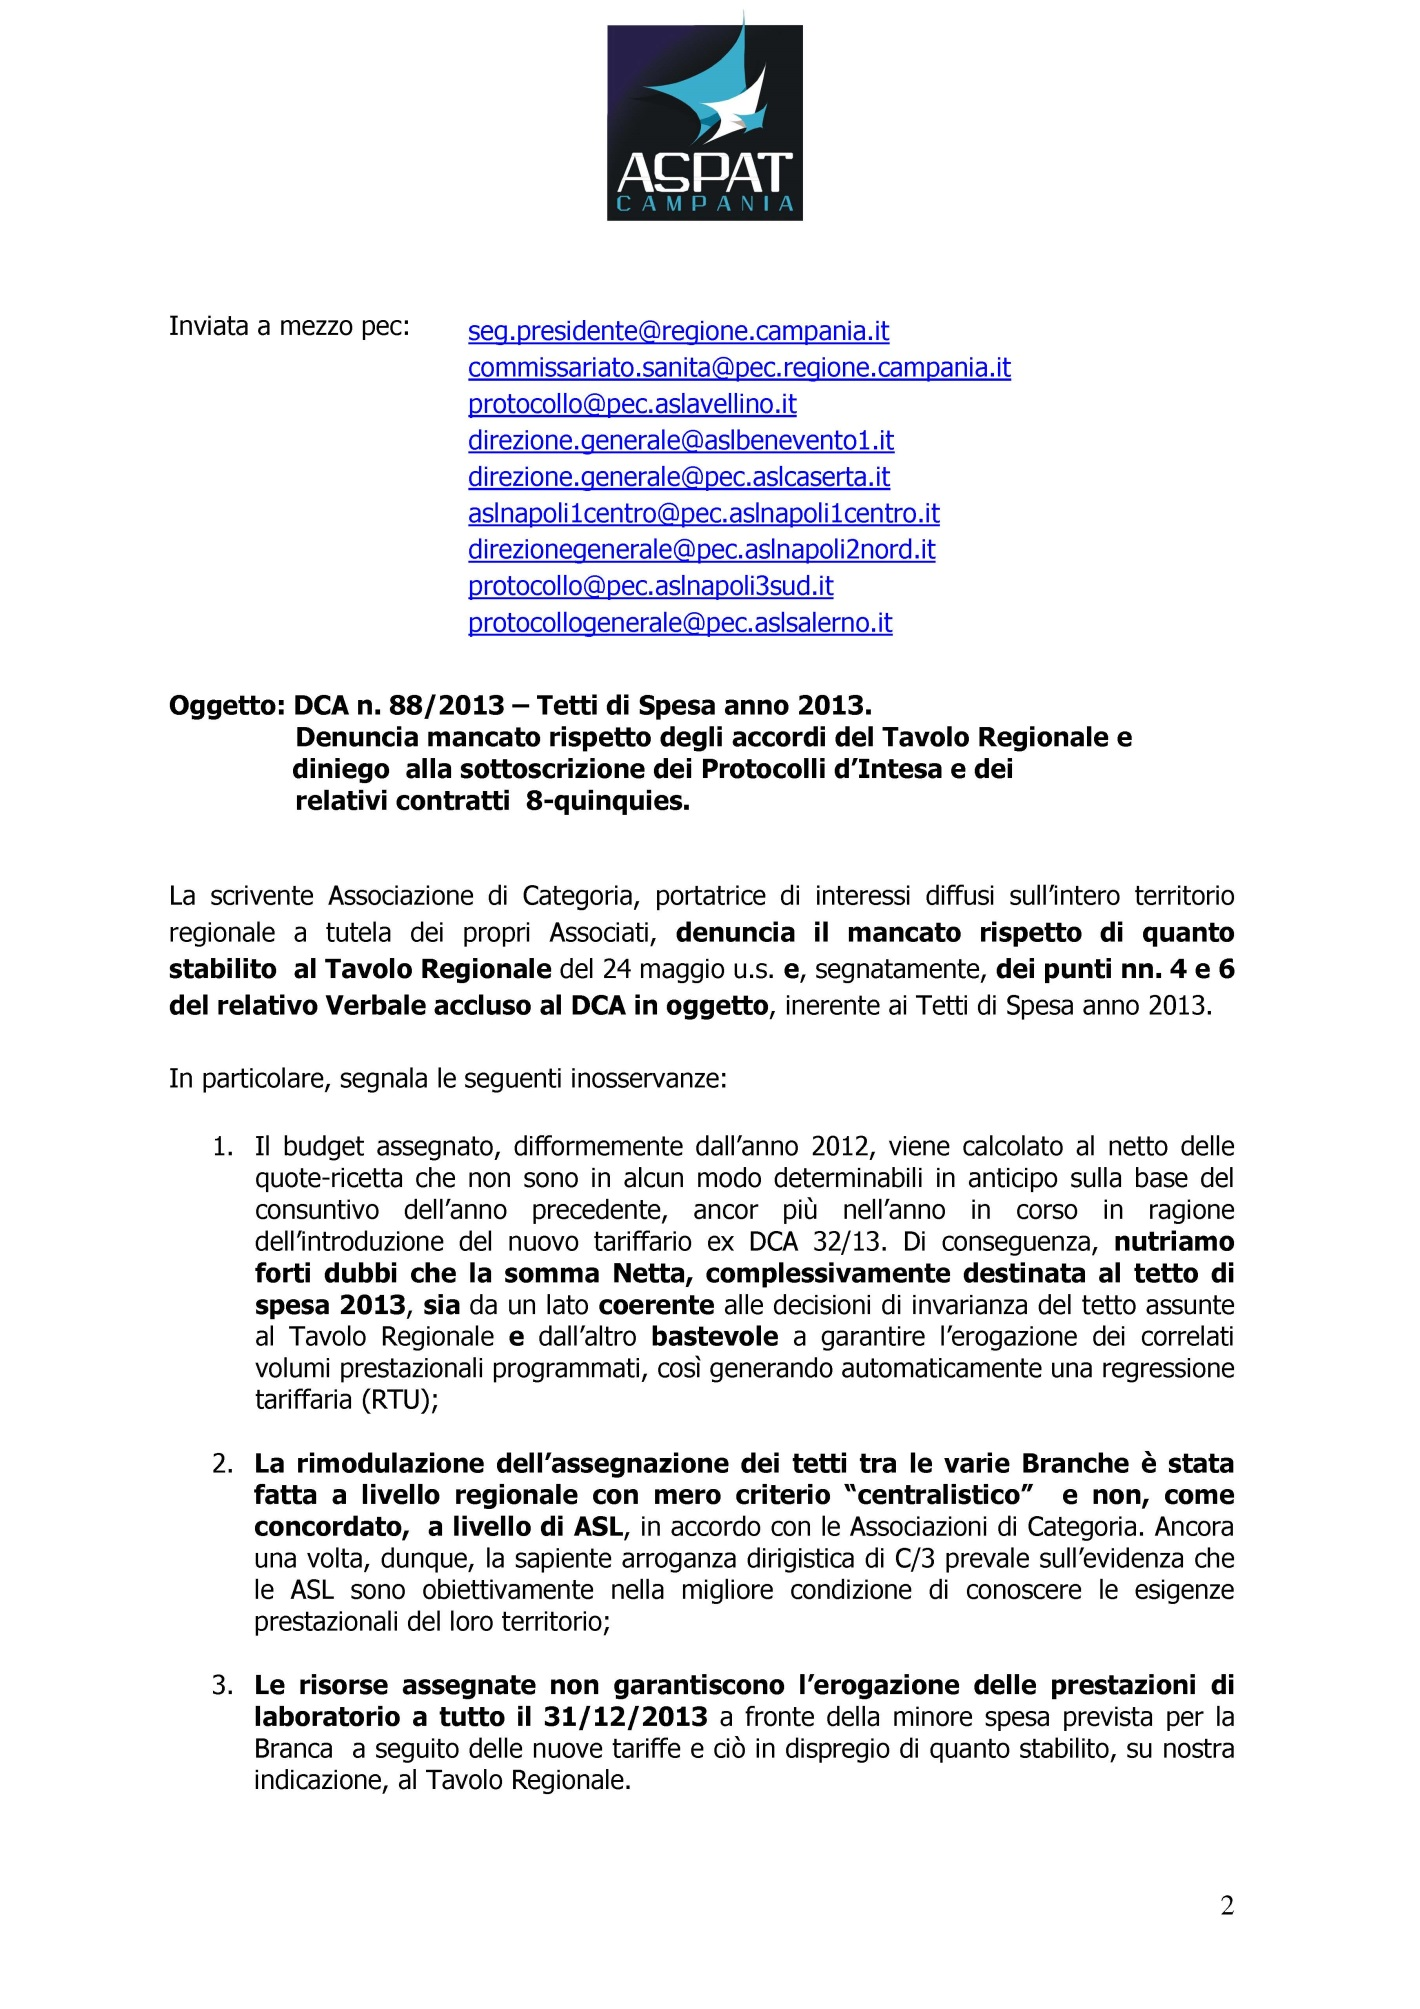 ASPAT
CAMPANIA
Inviata a mezzo pec:
seg.presidente@regione.campania.it
commissariato.sanita@pec.regione.campania.it
protocollo@pec.aslavellino.it
direzione.generale@aslbenevento1.it
direzione.generale@pec.aslcaserta.it
aslnapoli1centro@pec.aslnapoli1centro.it
direzionegenerale@pec.aslnapoli2nord.it
protocollo@pec.aslnapoli3sud.it
protocollogenerale@pec.aslsalerno.it
Oggetto: DCA n. 88/2013 – Tetti di Spesa anno 2013.
Denuncia mancato rispetto degli accordi del Tavolo Regionale e
diniego alla sottoscrizione dei Protocolli d’Intesa e dei
relativi contratti 8-quinquies.
La scrivente Associazione di Categoria, portatrice di interessi diffusi sull’intero territorio
regionale a tutela dei propri Associati, denuncia il mancato rispetto di quanto
stabilito al Tavolo Regionale del 24 maggio u.s. e, segnatamente, dei punti nn. 4 e 6
del relativo Verbale accluso al DCA in oggetto, inerente ai Tetti di Spesa anno 2013.
In particolare, segnala le seguenti inosservanze:
1. Il budget assegnato, difformemente dall’anno 2012, viene calcolato al netto delle
quote-ricetta che non sono in alcun modo determinabili in anticipo sulla base del
consuntivo dell’anno precedente, ancor più nell’anno in corso in ragione
dell’introduzione del nuovo tariffario ex DCA 32/13. Di conseguenza, nutriamo
forti dubbi che la somma Netta, complessivamente destinata al tetto di
spesa 2013, sia da un lato coerente alle decisioni di invarianza del tetto assunte
al Tavolo Regionale e dall’altro bastevole a garantire l’erogazione dei correlati
volumi prestazionali programmati, così generando automaticamente una regressione
tariffaria (RTU);
2. La rimodulazione dell’assegnazione dei tetti tra le varie Branche è stata
fatta a livello regionale con mero criterio “centralistico” e non, come
concordato, a livello di ASL, in accordo con le Associazioni di Categoria. Ancora
una volta, dunque, la sapiente arroganza dirigistica di C/3 prevale sull’evidenza che
le ASL sono obiettivamente nella migliore condizione di conoscere le esigenze
prestazionali del loro territorio;
3. Le risorse assegnate non garantiscono l’erogazione delle prestazioni di
laboratorio a tutto il 31/12/2013 a fronte della minore spesa prevista per la
Branca a seguito delle nuove tariffe e ciò in dispregio di quanto stabilito, su nostra
indicazione, al Tavolo Regionale.
2